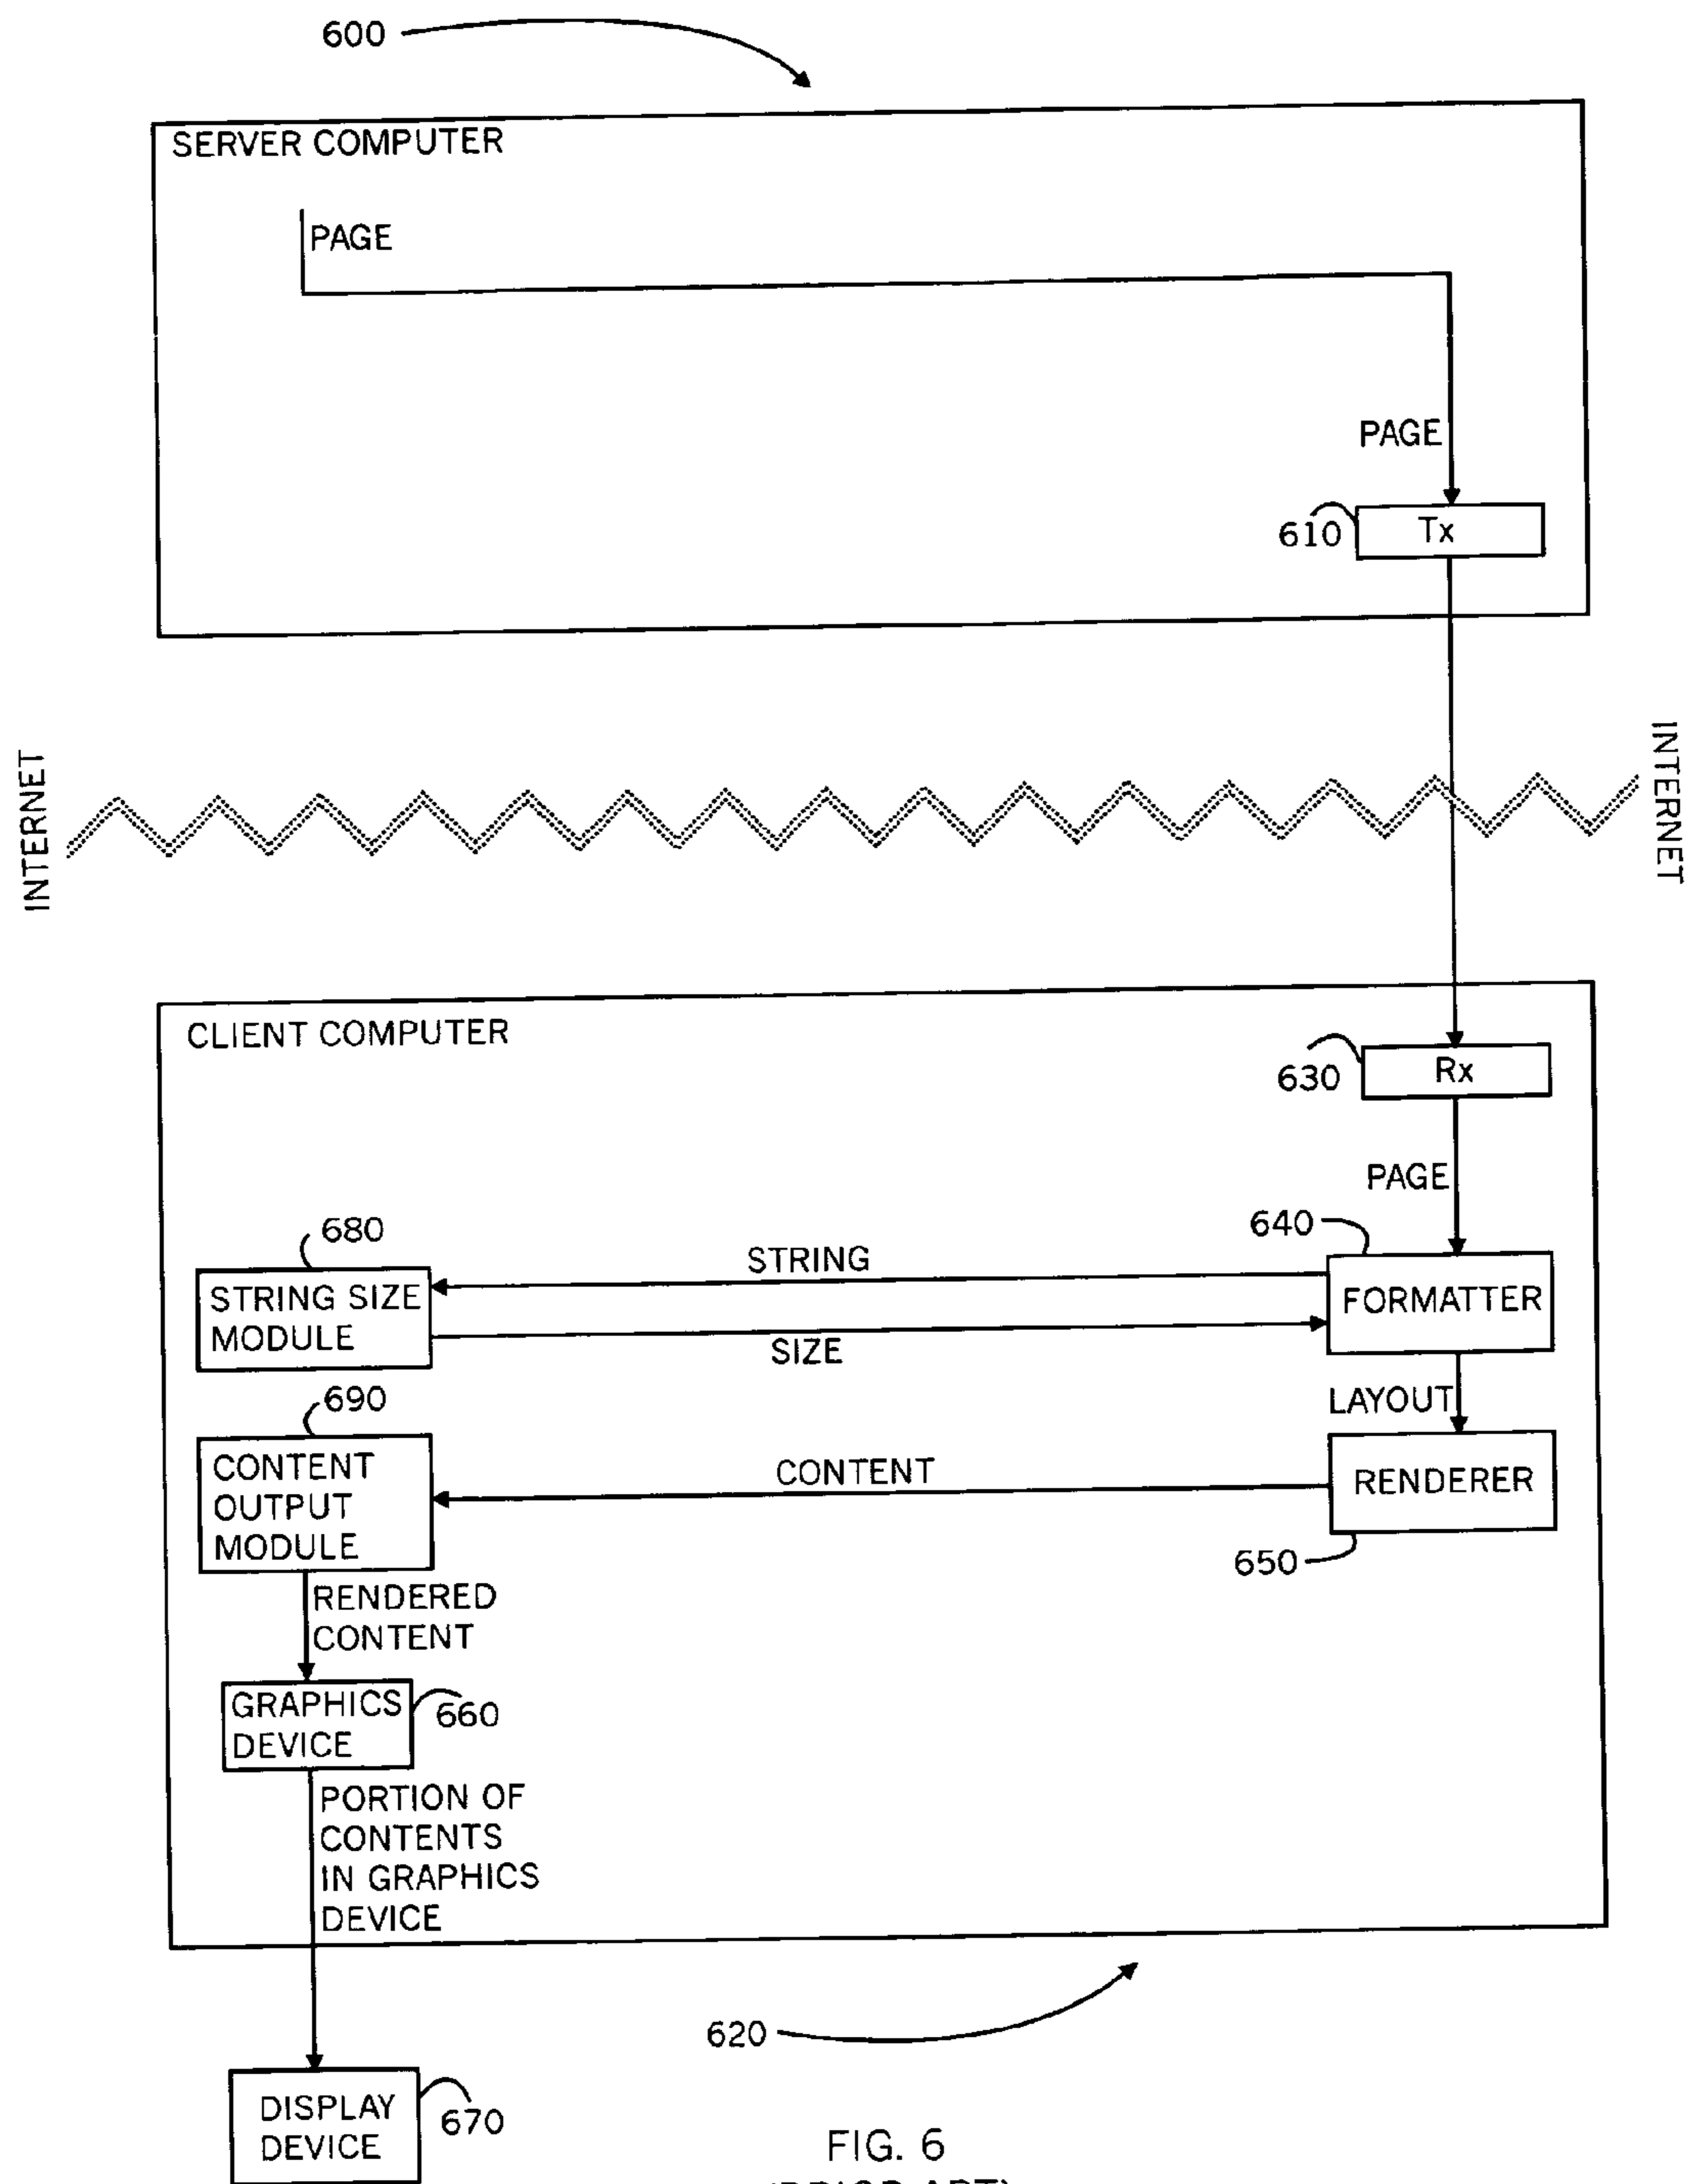 600
SERVER COMPUTER
PAGE
PAGE
610
Tx
INTERNET
INTERNET
CLIENT COMPUTER
630
Rx
PAGE
680
640
STRING
STRING SIZE
MODULE
FORMATTER
SIZE
690
LAYOUT
CONTENT
OUTPUT
MODULE
CONTENT
RENDERER
650
RENDERED
CONTENT
GRAPHICS
DEVICE
660
PORTION OF
CONTENTS
IN GRAPHICS
DEVICE
620
DISPLAY
DEVICE
670
FIG. 6
(PRIOR ART)